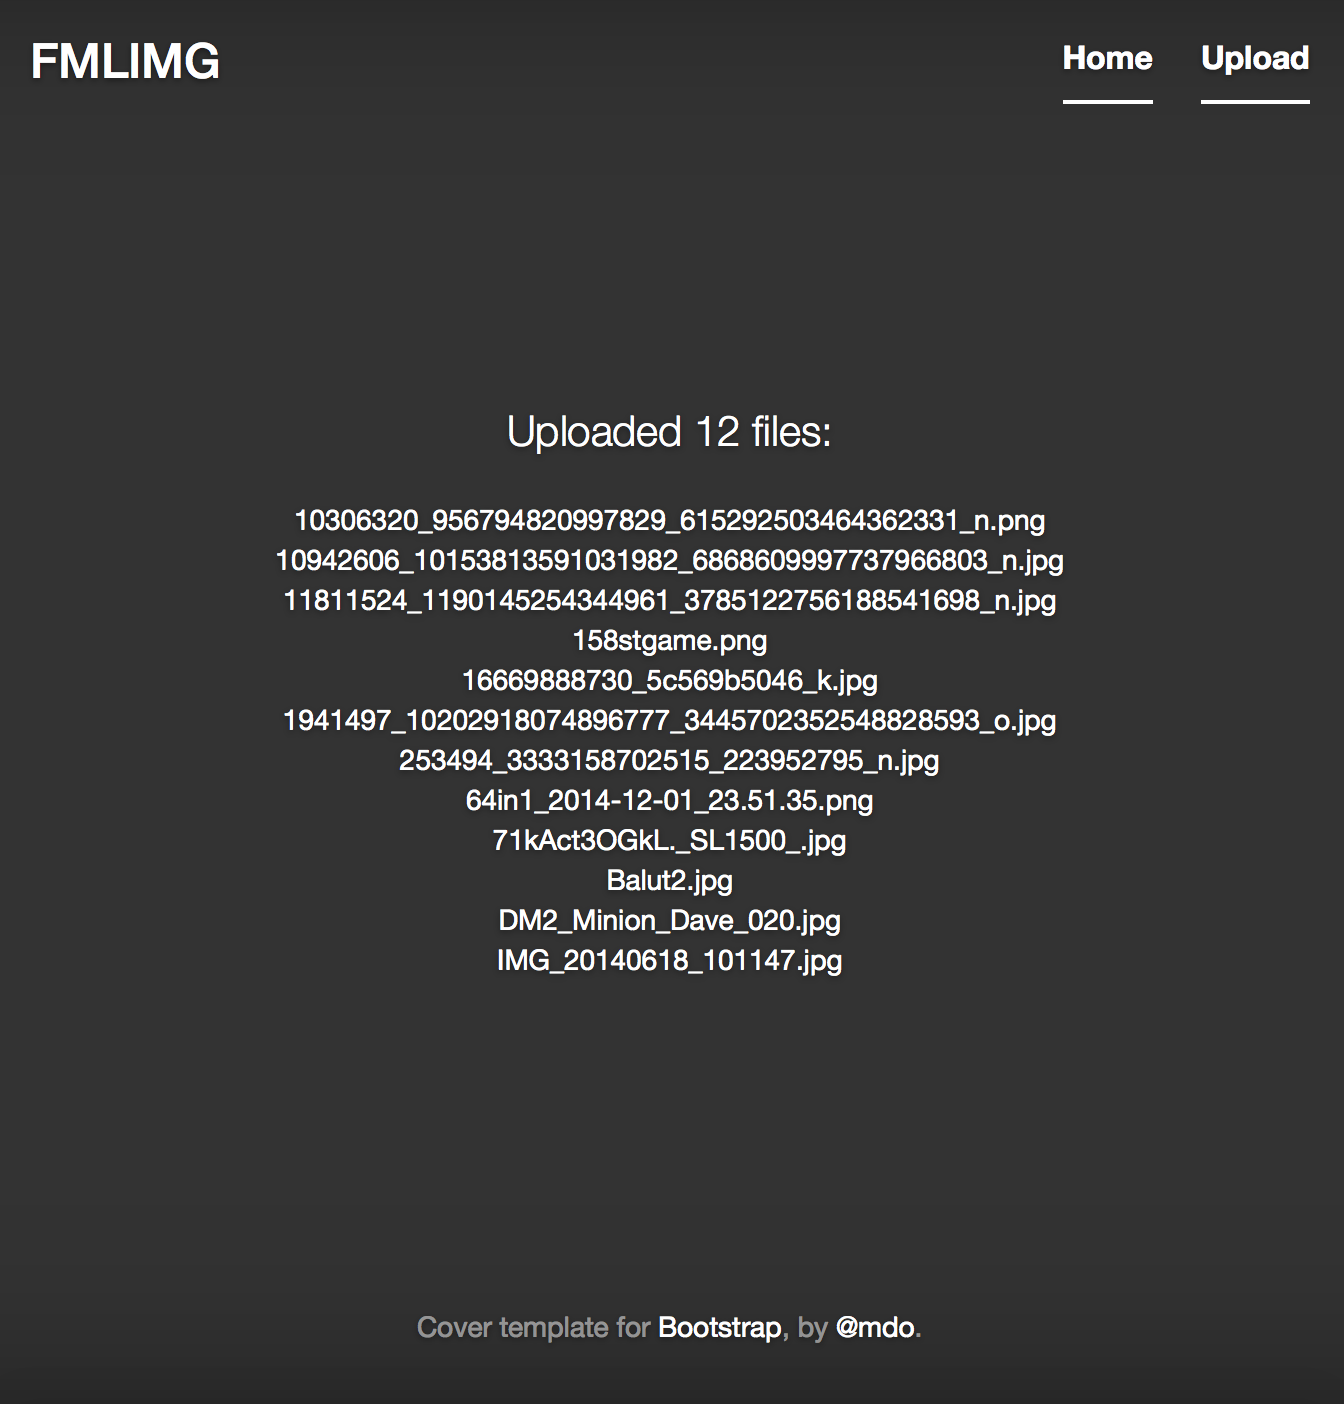 FMLIMG
Home Upload
Uploaded 12 files:
10306320_956794820997829_615292503464362331_n.png
10942606_10153813591031982_6868609997737966803_n.jpg
11811524_1190145254344961_3785122756188541698_n.jpg
158stgame.png
16669888730_5c569b5046_k.jpg
1941497_10202918074896777_3445702352548828593_o.jpg
253494_3333158702515_223952795_n.jpg
64in1_2014-12-01_23.51.35.png
71kAct3OGkL._SL1500_.jpg
Balut2.jpg
DM2_Minion_Dave_020.jpg
IMG_20140618_101147.jpg
Cover template for Bootstrap, by @mdo.